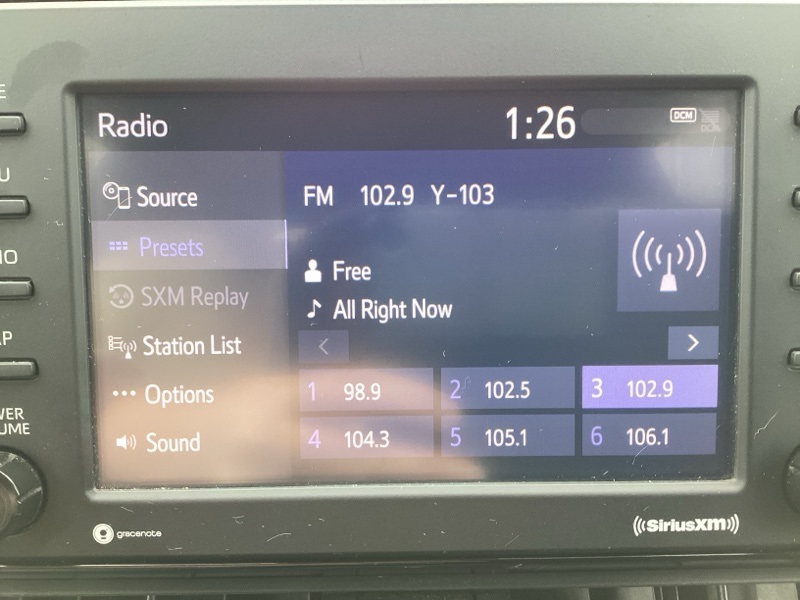 Radio 1:26 DCM
Source
FM 102.9 Y-103
Presets
Free
SXM Replay
All Right Now
Station List
1 98.9 2 102.5 3 102.9
Options
4 104.3 5 105.1 6 106.1
Sound
gracenote
SiriusXM